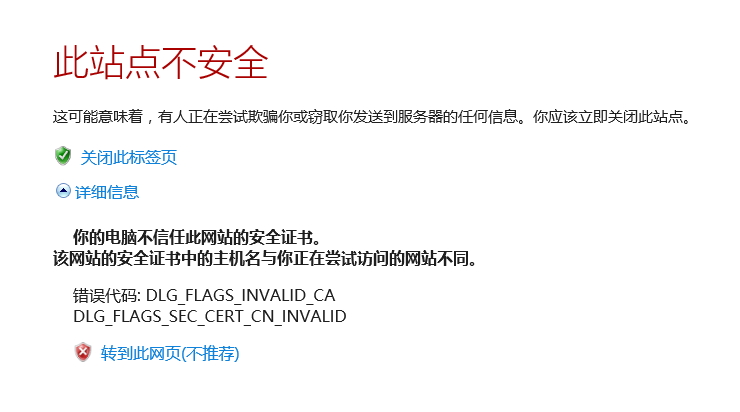 此站点不安全
这可能意味着，有人正在尝试欺骗你或窃取你发送到服务器的任何信息。你应该立即关闭此站点。
关闭此标签页
详细信息
你的电脑不信任此网站的安全证书。
该网站的安全证书中的主机名与你正在尝试访问的网站不同。
错误代码: DLG_FLAGS_INVALID_CA
DLG_FLAGS_SEC_CERT_CN_INVALID
转到此网页(不推荐)